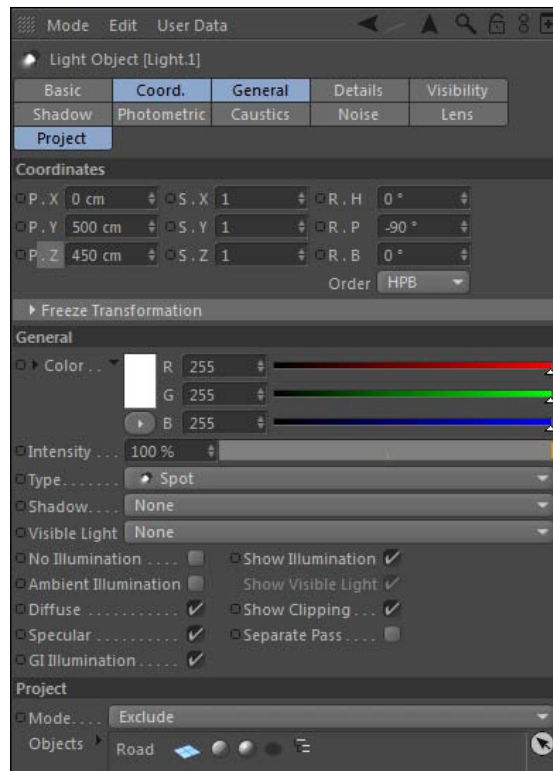 Mode Edit User Data
Light Object [Light.1]
Basic Coord. General Details Visibility
Shadow Photometric Caustics Noise Lens
Project
Coordinates
P . X 0 cm S . X 1 R . H 0 °
P . Y 500 cm S . Y 1 R . P -90 °
P . Z 450 cm S . Z 1 R . B 0 °
Order HPB
Freeze Transformation
General
Color . . R 255
G 255
B 255
Intensity . . . 100 %
Type. . . . . . . Spot
Shadow. . . . None
Visible Light None
No Illumination . . . . Show Illumination
Ambient Illumination Show Visible Light
Diffuse . . . . . . . . . . . Show Clipping . . .
Specular . . . . . . . . . . Separate Pass . . . .
GI Illumination . . . . .
Project
Mode. . . . Exclude
Objects Road